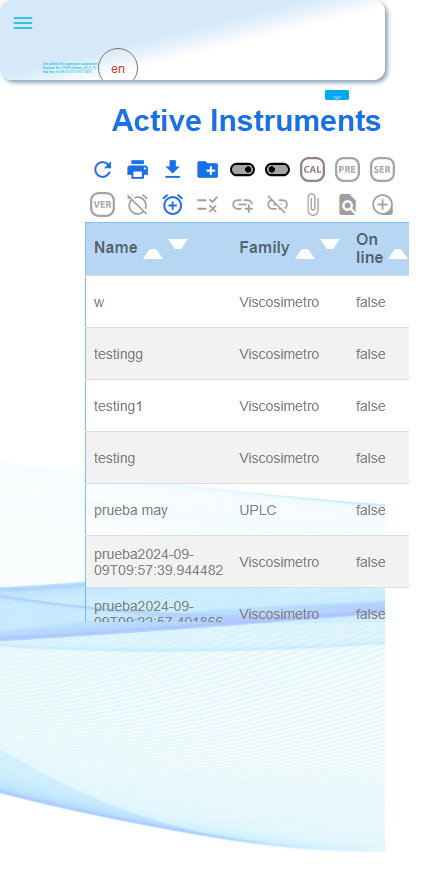 en
Active Instruments
CAL PRE SER
VER
Name Family On line
w Viscosimetro false
testingg Viscosimetro false
testing1 Viscosimetro false
testing Viscosimetro false
prueba may UPLC false
prueba2024-09-
09T09:57:39.944482 Viscosimetro false
prueba2024-09-
09T09:22:57.401866 Viscosimetro false